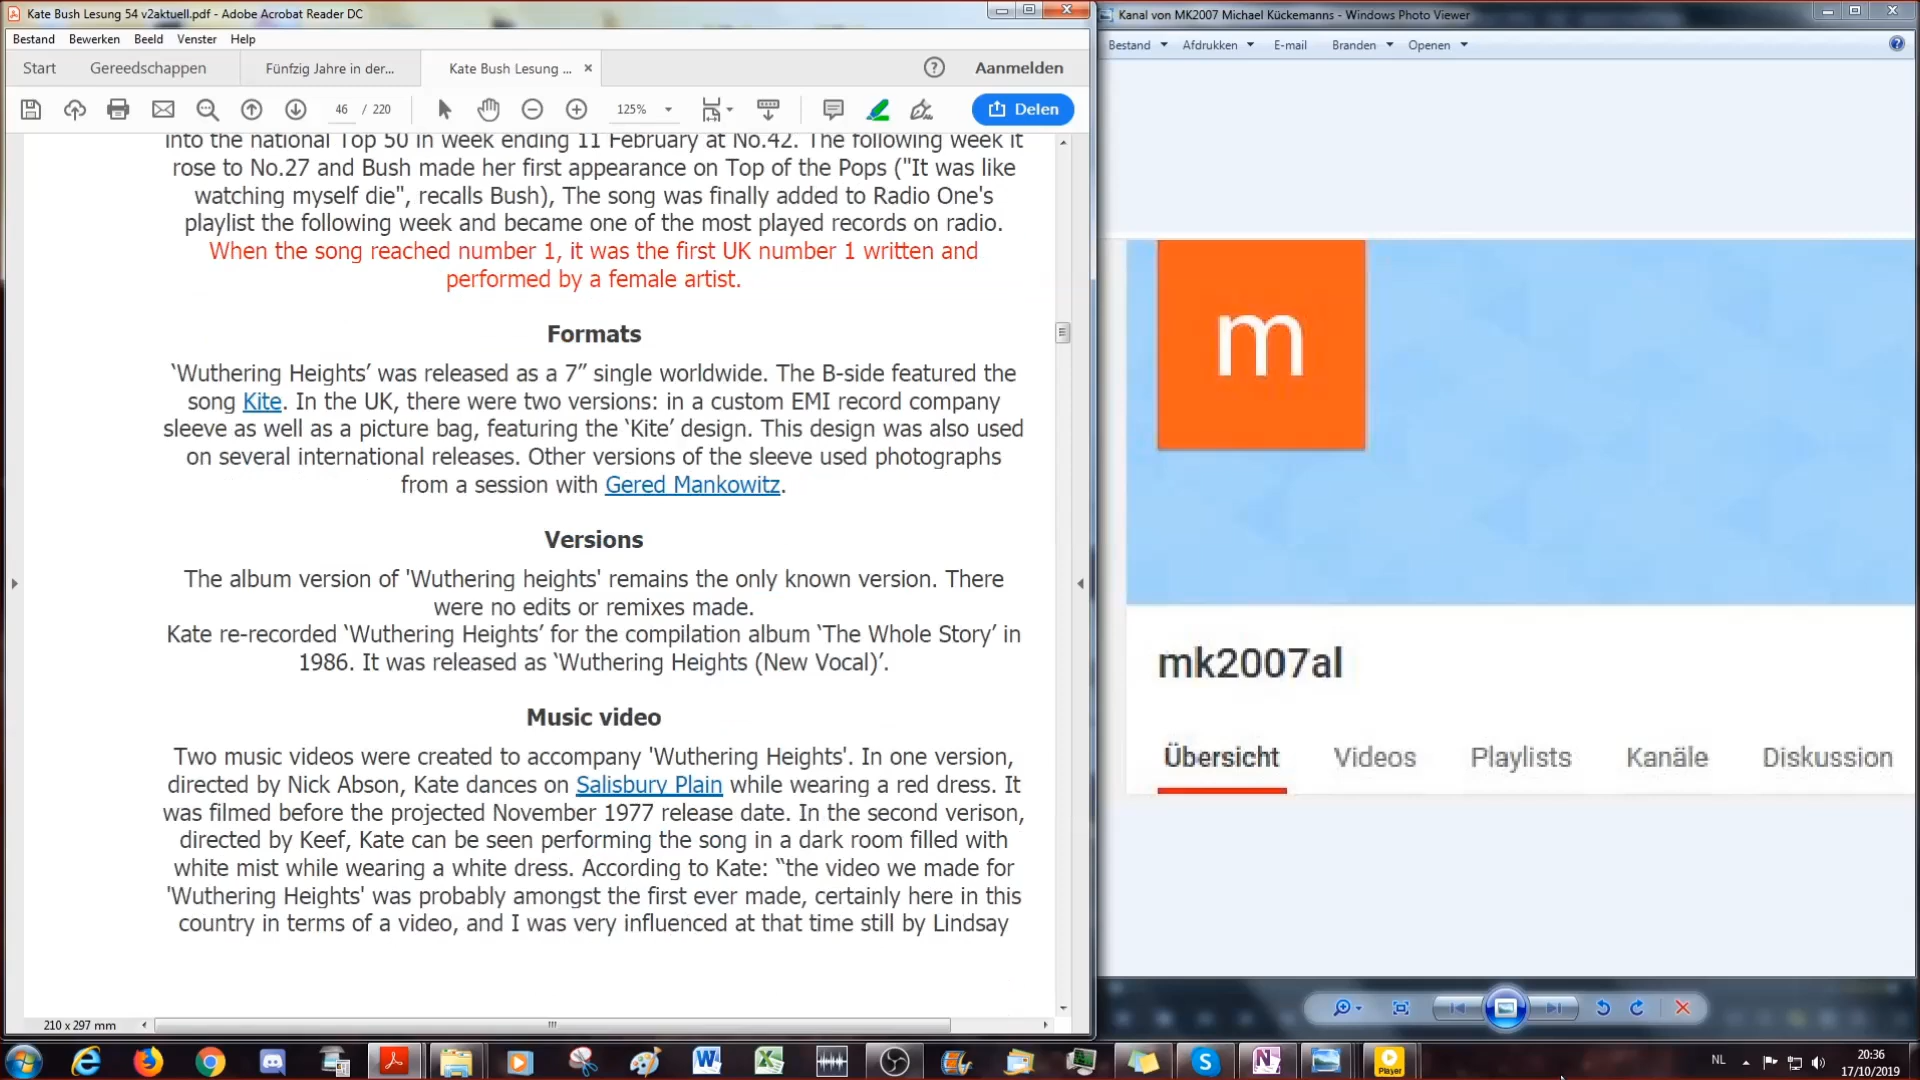 Kate Bush Lesung 54 v2aktuell.pdf - Adobe Acrobat Reader DC
Bestand Bewerken Beeld Venster Help
Start Gereedschappen Fünfzig Jahre in der... Kate Bush Lesung ... × Aanmelden
46 / 220 125% Delen
into the national Top 50 in week ending 11 February at No.42. The following week it
rose to No.27 and Bush made her first appearance on Top of the Pops ("It was like
watching myself die", recalls Bush), The song was finally added to Radio One's
playlist the following week and became one of the most played records on radio.
When the song reached number 1, it was the first UK number 1 written and
performed by a female artist.
Formats
‘Wuthering Heights’ was released as a 7” single worldwide. The B-side featured the
song Kite. In the UK, there were two versions: in a custom EMI record company
sleeve as well as a picture bag, featuring the ‘Kite’ design. This design was also used
on several international releases. Other versions of the sleeve used photographs
from a session with Gered Mankowitz.
Versions
The album version of 'Wuthering heights' remains the only known version. There
were no edits or remixes made.
Kate re-recorded ‘Wuthering Heights’ for the compilation album ‘The Whole Story’ in
1986. It was released as ‘Wuthering Heights (New Vocal)’.
Music video
Two music videos were created to accompany 'Wuthering Heights'. In one version,
directed by Nick Abson, Kate dances on Salisbury Plain while wearing a red dress. It
was filmed before the projected November 1977 release date. In the second verison,
directed by Keef, Kate can be seen performing the song in a dark room filled with
white mist while wearing a white dress. According to Kate: “the video we made for
'Wuthering Heights' was probably amongst the first ever made, certainly here in this
country in terms of a video, and I was very influenced at that time still by Lindsay
210 x 297 mm
Kanal von MK2007 Michael Kückemanns - Windows Photo Viewer
Bestand Afdrukken E-mail Branden Openen
m
mk2007al
Übersicht Videos Playlists Kanäle Diskussion
Player
NL
20:36
17/10/2019